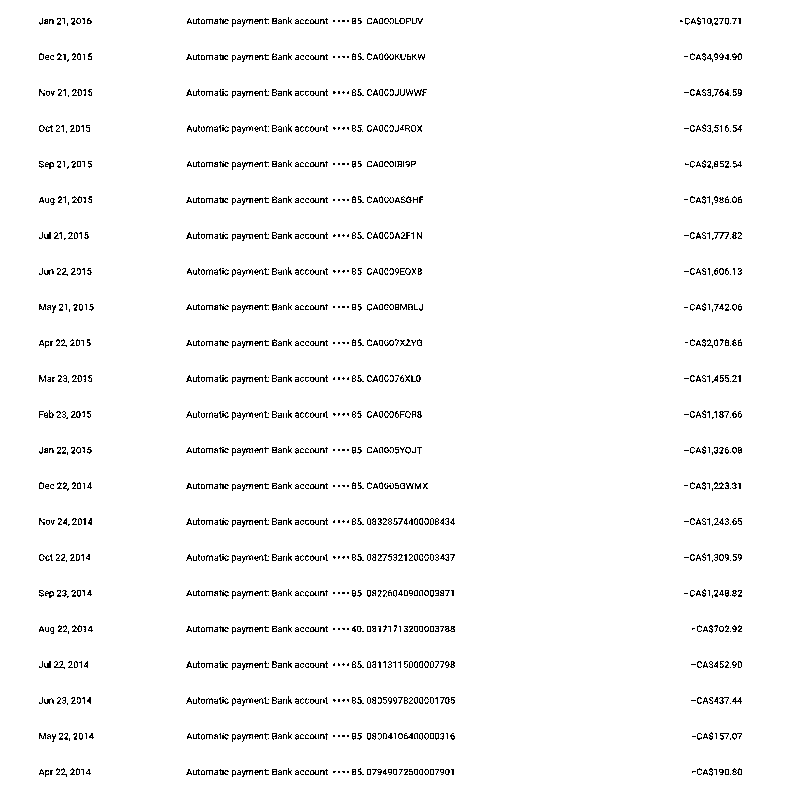 Jan 21, 2016 Automatic payment: Bank account •••• 85. CA000LOPUV −CA$10,270.71
Dec 21, 2015 Automatic payment: Bank account •••• 85. CA000KU6KW −CA$4,994.90
Nov 21, 2015 Automatic payment: Bank account •••• 85. CA000JUWWF −CA$3,764.59
Oct 21, 2015 Automatic payment: Bank account •••• 85. CA000J4R0X −CA$3,516.54
Sep 21, 2015 Automatic payment: Bank account •••• 85. −CA$2,852.54
Aug 21, 2015 Automatic payment: Bank account •••• 85. CA000ASGHF −CA$1,986.06
Jul 21, 2015 Automatic payment: Bank account •••• 85. CA000A2F1N −CA$1,777.82
Jun 22, 2015 Automatic payment: Bank account •••• 85. CA0009EQXB −CA$1,606.13
May 21, 2015 Automatic payment: Bank account •••• 85. CA0008MBLJ −CA$1,742.06
Apr 22, 2015 Automatic payment: Bank account •••• 85. CA0007XZYG −CA$2,078.86
Mar 23, 2015 Automatic payment: Bank account •••• 85. CA00076XL0 −CA$1,455.21
Feb 23, 2015 Automatic payment: Bank account •••• 85. CA0006FQR8 −CA$1,187.66
Jan 22, 2015 Automatic payment: Bank account •••• 85. CA0005YOJT −CA$1,326.08
Dec 22, 2014 Automatic payment: Bank account •••• 85. CA0005GWMX −CA$1,223.31
Nov 24, 2014 Automatic payment: Bank account •••• 85. 08328574400008434 −CA$1,243.65
Oct 22, 2014 Automatic payment: Bank account •••• 85. 08275321200003437 −CA$1,309.59
Sep 23, 2014 Automatic payment: Bank account •••• 85. 08226040900003871 −CA$1,248.82
Aug 22, 2014 Automatic payment: Bank account •••• 40. 08171713200003788 −CA$702.92
Jul 22, 2014 Automatic payment: Bank account •••• 85. 08113115000007798 −CA$452.90
Jun 23, 2014 Automatic payment: Bank account •••• 85. 08059978200001705 −CA$437.44
May 22, 2014 Automatic payment: Bank account •••• 85. 08004106400000316 −CA$157.07
Apr 22, 2014 Automatic payment: Bank account •••• 85. 07949072500007901 −CA$190.80